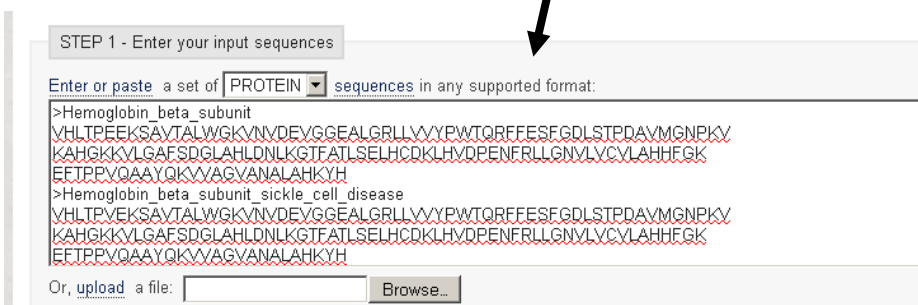 STEP 1 - Enter your input sequences
Enter or paste a set of PROTEIN sequences in any supported format:
>Hemoglobin_beta_subunit
VHLTPEEKSAVTALWGKVNVDEVGGEALGRLLVVYPWTQRFFESFGDLSTPDAVMGNPKV
KAHGKKVLGAFSDGLAHLDNLKGTFATLSELHCDKLHVDPENFRLLGNVLVCVLAHHFGK
EFTPPVQAAYQKVVAGVANALAHKYH
>Hemoglobin_beta_subunit_sickle_cell_disease
VHLTPVEKSAVTALWGKVNVDEVGGEALGRLLVVYPWTQRFFESFGDLSTPDAVMGNPKV
KAHGKKVLGAFSDGLAHLDNLKGTFATLSELHCDKLHVDPENFRLLGNVLVCVLAHHFGK
EFTPPVQAAYQKVVAGVANALAHKYH
Or, upload a file: Browse...